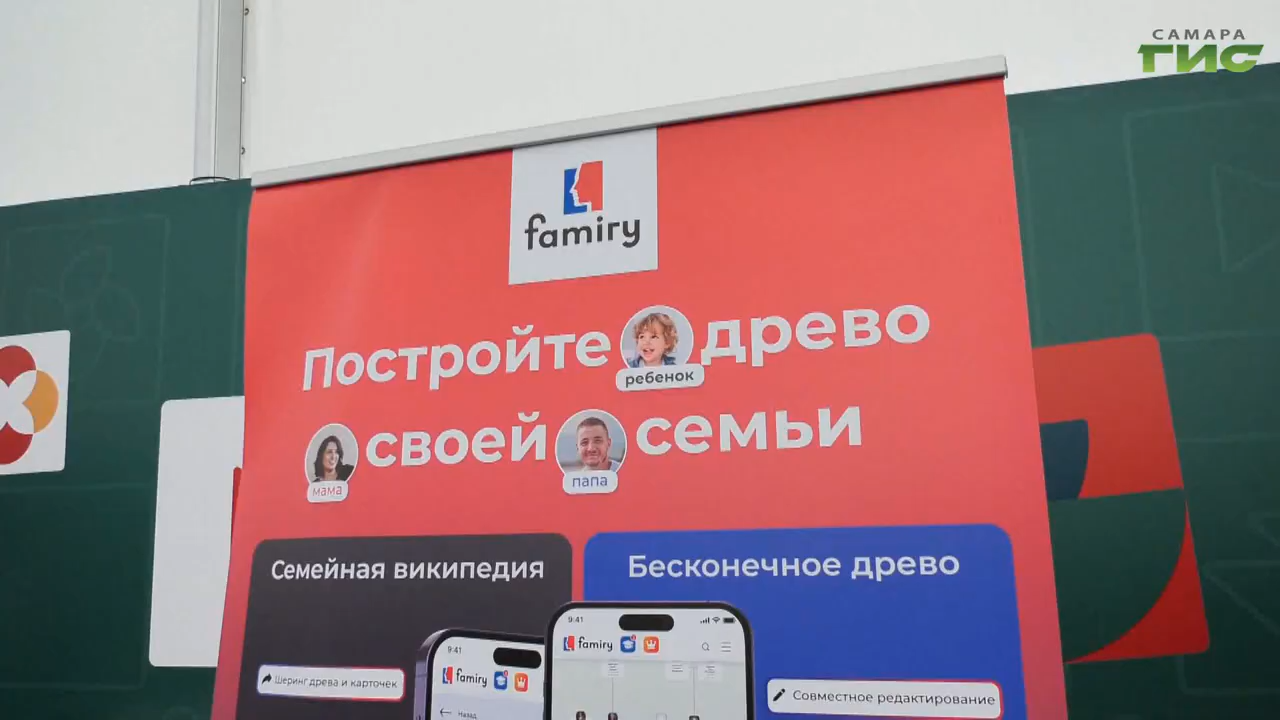 САМАРА
ГИС
famiry
Постройте древо
ребенок
своей семьи
мама
папа
Семейная википедия
Бесконечное древо
9:41
9:41
famiry
famiry
Шеринг древа и карточек
Совместное редактирование
Назад